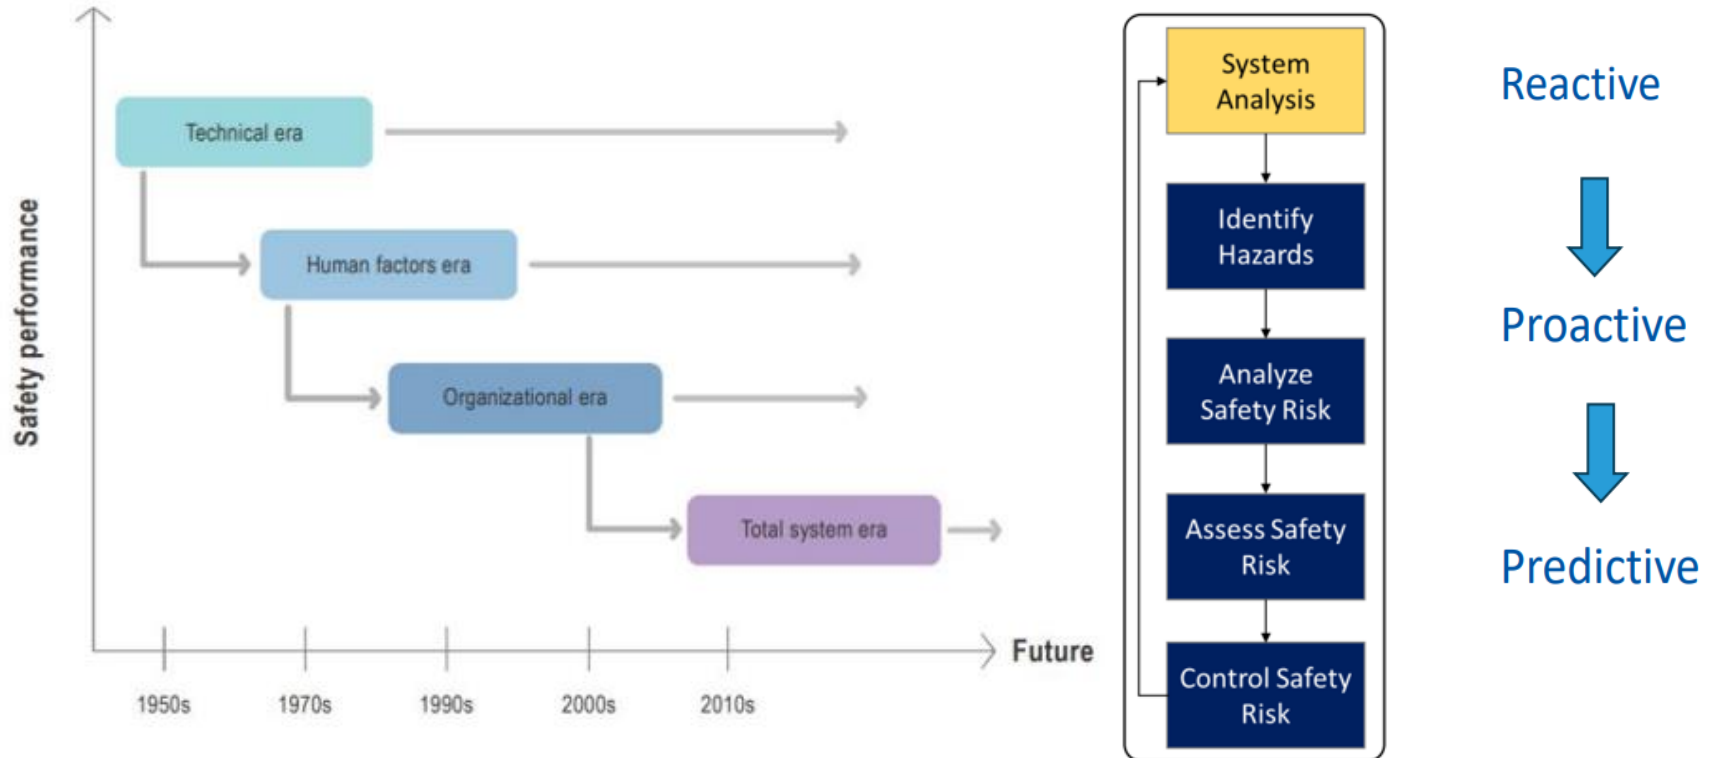 Safety performance
Technical era
Human factors era
Organizational era
Total system era
1950s
1970s
1990s
2000s
2010s
Future
System
Analysis
Identify
Hazards
Analyze
Safety Risk
Assess Safety
Risk
Control Safety
Risk
Reactive
Proactive
Predictive